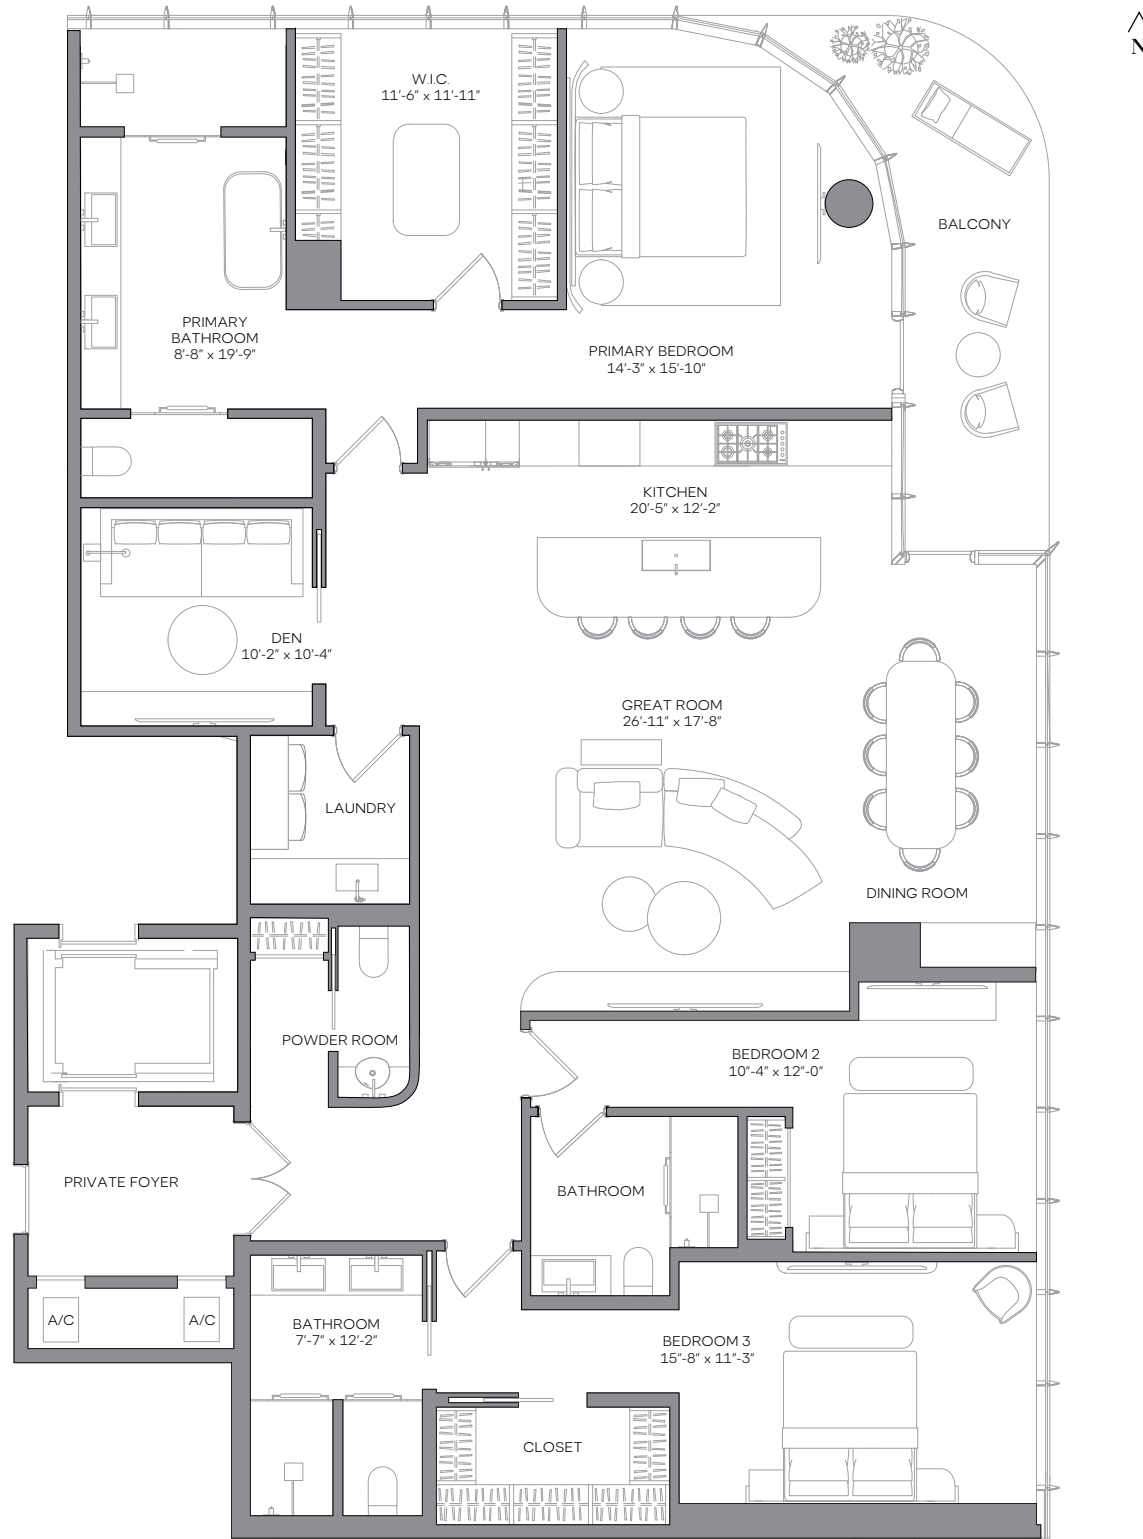 N
W.I.C.
11'-6" x 11'-11"
BALCONY
PRIMARY
BATHROOM
8'-8" x 19'-9"
PRIMARY BEDROOM
14'-3" x 15'-10"
KITCHEN
20'-5" x 12'-2"
DEN
10'-2" x 10'-4"
GREAT ROOM
26'-11" x 17'-8"
LAUNDRY
DINING ROOM
POWDER ROOM
BEDROOM 2
10"-4" x 12"-0"
PRIVATE FOYER
BATHROOM
A/C
A/C
BATHROOM
7'-7" x 12'-2"
BEDROOM 3
15"-8" x 11"-3"
CLOSET